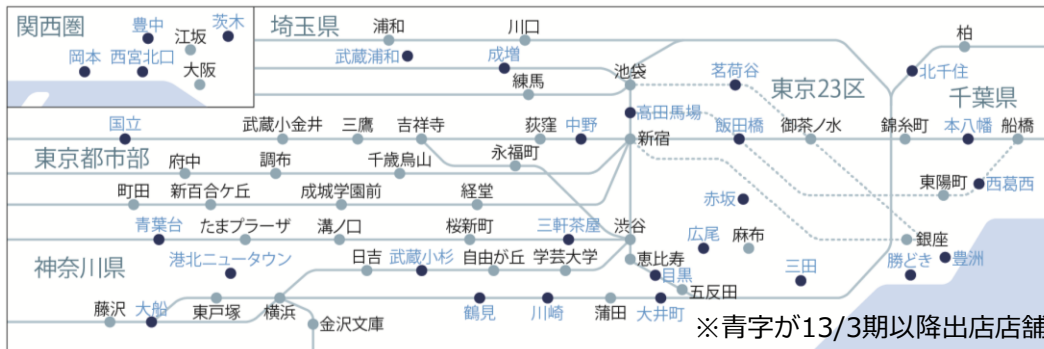 関西圏
豊中
茨木
江坂
岡本
西宮北口
大阪
埼玉県
浦和
川口
武蔵浦和
成増
池袋
練馬
茗荷谷
東京23区
柏
北千住
千葉県
国立
武蔵小金井
三鷹
吉祥寺
荻窪
中野
高田馬場
新宿
飯田橋
御茶ノ水
錦糸町
本八幡
船橋
東京都市部
府中
調布
千歳烏山
永福町
東陽町
西葛西
町田
新百合ケ丘
成城学園前
経堂
赤坂
青葉台
たまプラーザ
溝ノ口
桜新町
三軒茶屋
渋谷
広尾
麻布
銀座
神奈川県
港北ニュータウン
日吉
武蔵小杉
自由が丘
学芸大学
恵比寿
目黒
三田
勝どき
豊洲
五反田
藤沢
大船
東戸塚
横浜
金沢文庫
鶴見
川崎
蒲田
大井町
※青字が13/3期以降出店店舗